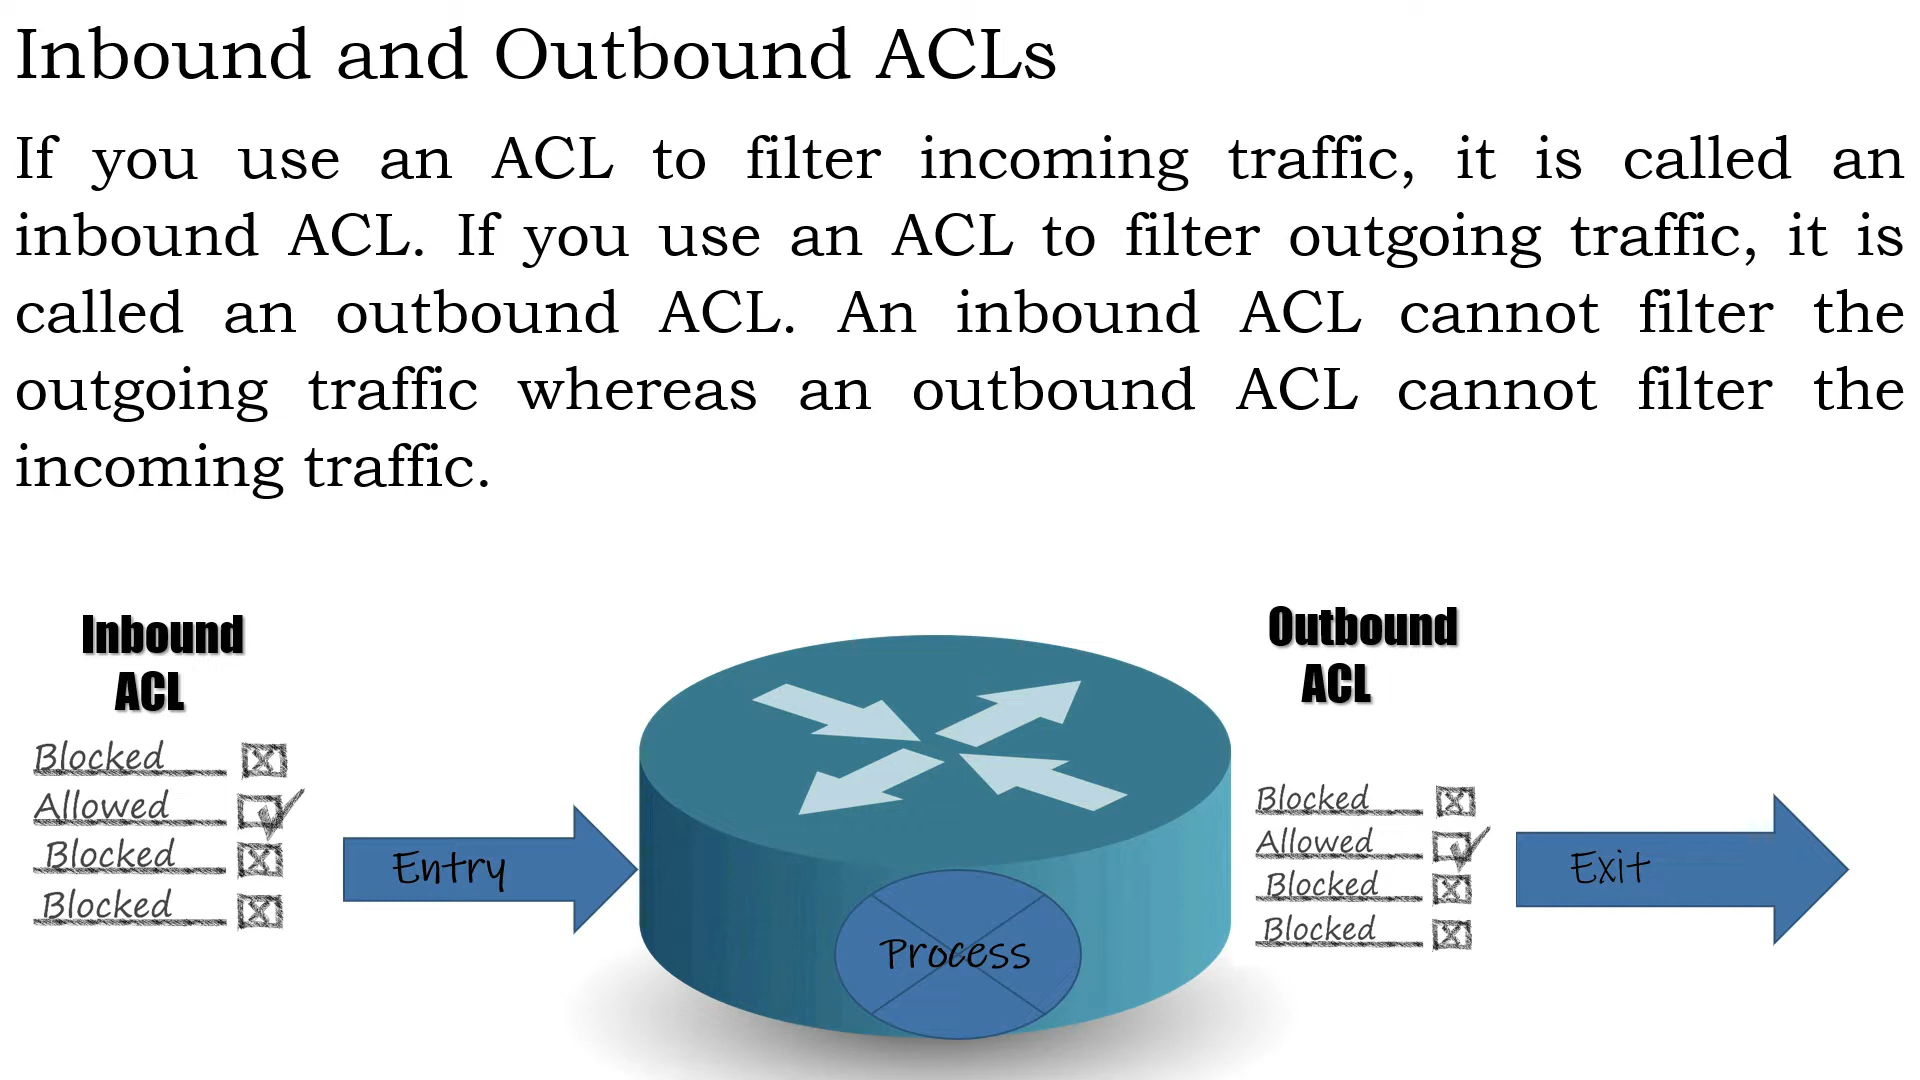 Inbound and Outbound ACLs
If you use an ACL to filter incoming traffic, it is called an
inbound ACL. If you use an ACL to filter outgoing traffic, it is
called an outbound ACL. An inbound ACL cannot filter the
outgoing traffic whereas an outbound ACL cannot filter the
incoming traffic.
Inbound
ACL
Blocked
Allowed
Blocked
Blocked
Entry
Process
Outbound
ACL
Blocked
Allowed
Blocked
Blocked
Exit